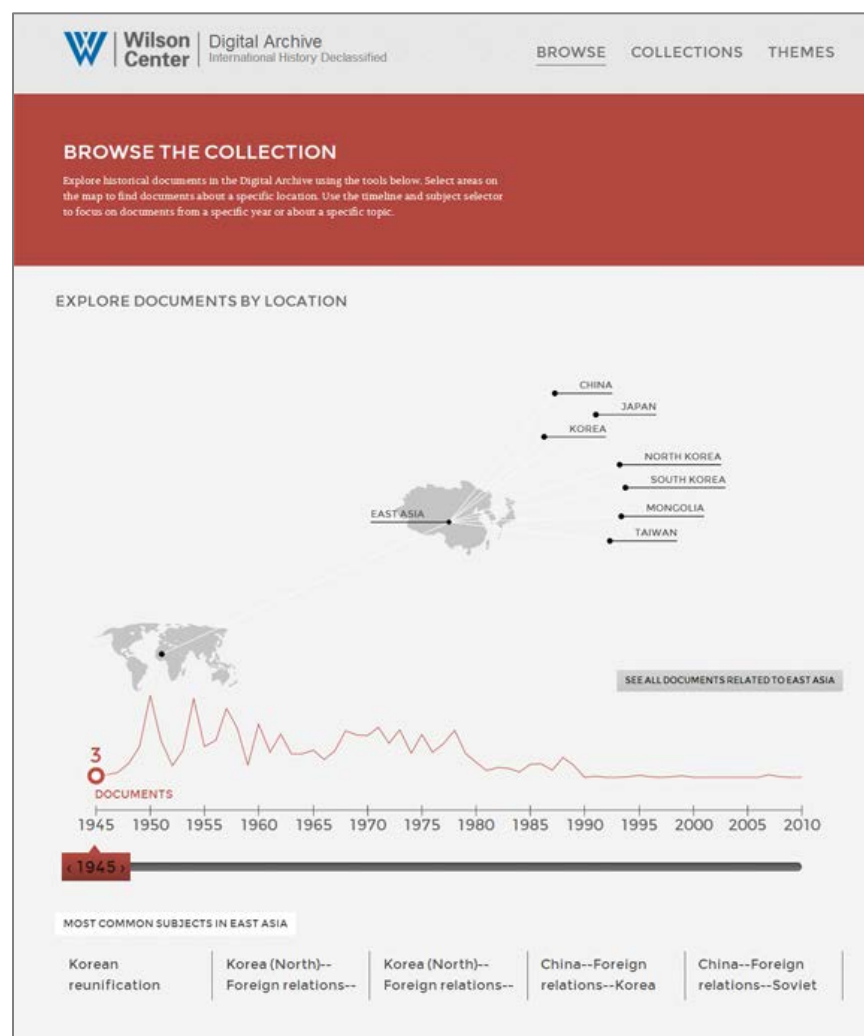 Wilson Center
Digital Archive
International History Declassified
BROWSE COLLECTIONS THEMES
BROWSE THE COLLECTION
Explore historical documents in the Digital Archive using the tools below. Select areas on
the map to find documents about a specific location. Use the timeline and subject selector
to focus on documents from a specific year or about a specific topic.
EXPLORE DOCUMENTS BY LOCATION
CHINA
JAPAN
KOREA
NORTH KOREA
SOUTH KOREA
MONGOLIA
TAIWAN
EAST ASIA
SEE ALL DOCUMENTS RELATED TO EAST ASIA
3
DOCUMENTS
1945 1950 1955 1960 1965 1970 1975 1980 1985 1990 1995 2000 2005 2010
‹ 1945 ›
MOST COMMON SUBJECTS IN EAST ASIA
Korean
reunification
Korea (North)--
Foreign relations--
Korea (North)--
Foreign relations--
China--Foreign
relations--Korea
China--Foreign
relations--Soviet